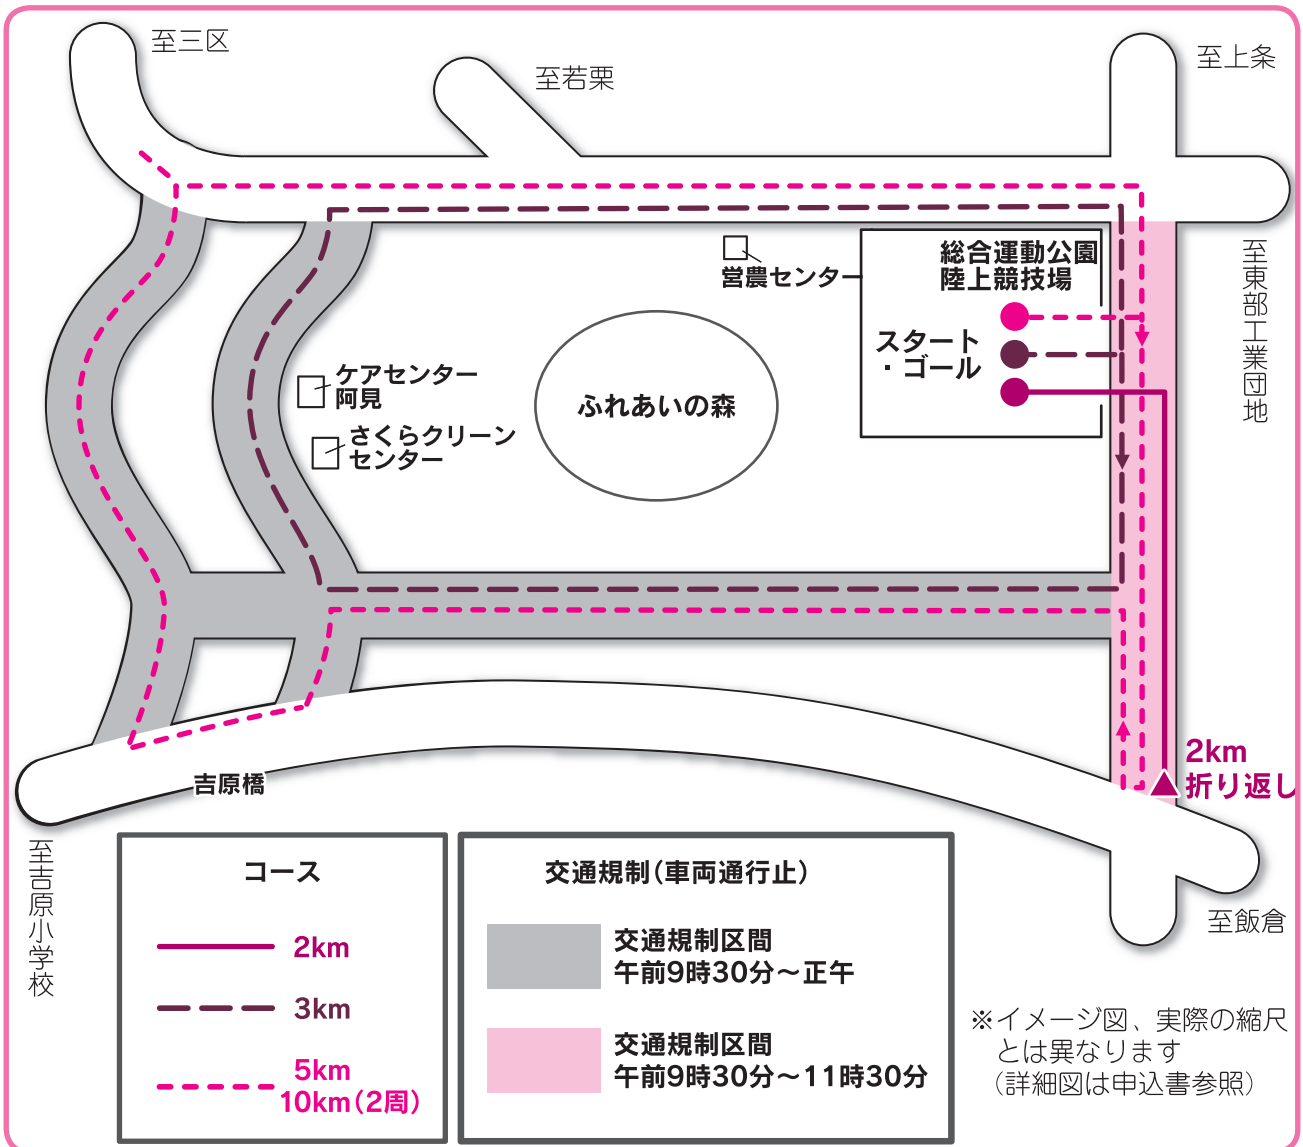 至三区
至若栗
至上条
至東部工業団地
営農センター
総合運動公園
陸上競技場
スタート
・ゴール
ケアセンター
阿見
さくらクリーン
センター
ふれあいの森
2km
折り返し
吉原橋
至吉原小学校
至飯倉
コース
2km
3km
5km
10km(2周)
交通規制(車両通行止)
交通規制区間
午前9時30分〜正午
交通規制区間
午前9時30分〜11時30分
※イメージ図、実際の縮尺
とは異なります
(詳細図は申込書参照)